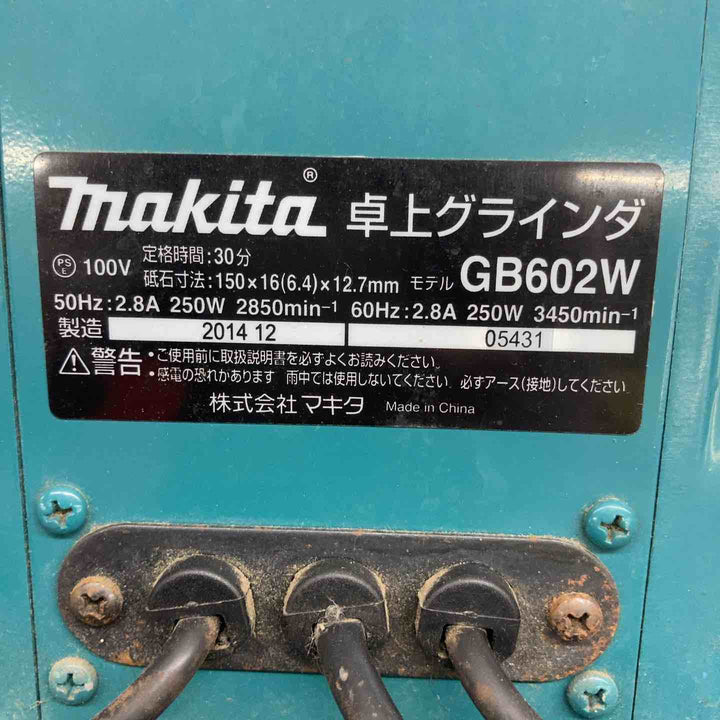 makita® 卓上グラインダ
PSE 100V 定格時間:30分
砥石寸法:150×16(6.4)×12.7mm モデル GB602W
50Hz:2.8A 250W 2850min⁻¹ 60Hz:2.8A 250W 3450min⁻¹
製造 2014 12 05431
⚠警告 •ご使用前に取扱説明書を必ずよくお読みください。
•感電の恐れかあります 雨中では使用しないてください 必すアース(接地)してください
株式会社マキタ Made in China